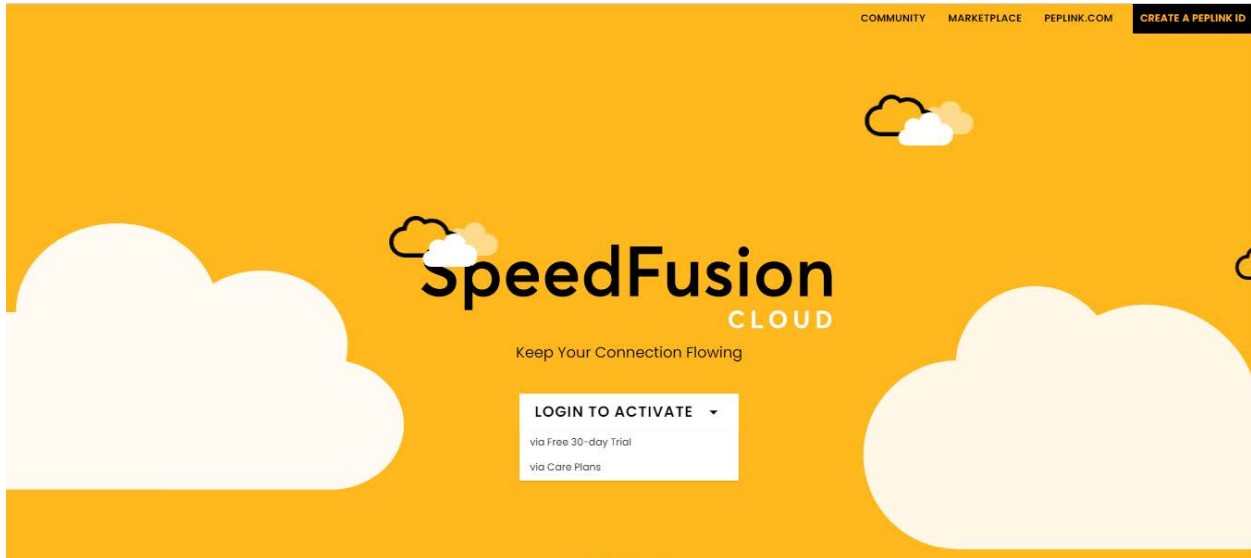 COMMUNITY MARKETPLACE PEPLINK.COM CREATE A PEPLINK ID
SpeedFusion
CLOUD
Keep Your Connection Flowing
LOGIN TO ACTIVATE
via Free 30-day Trial
via Care Plans